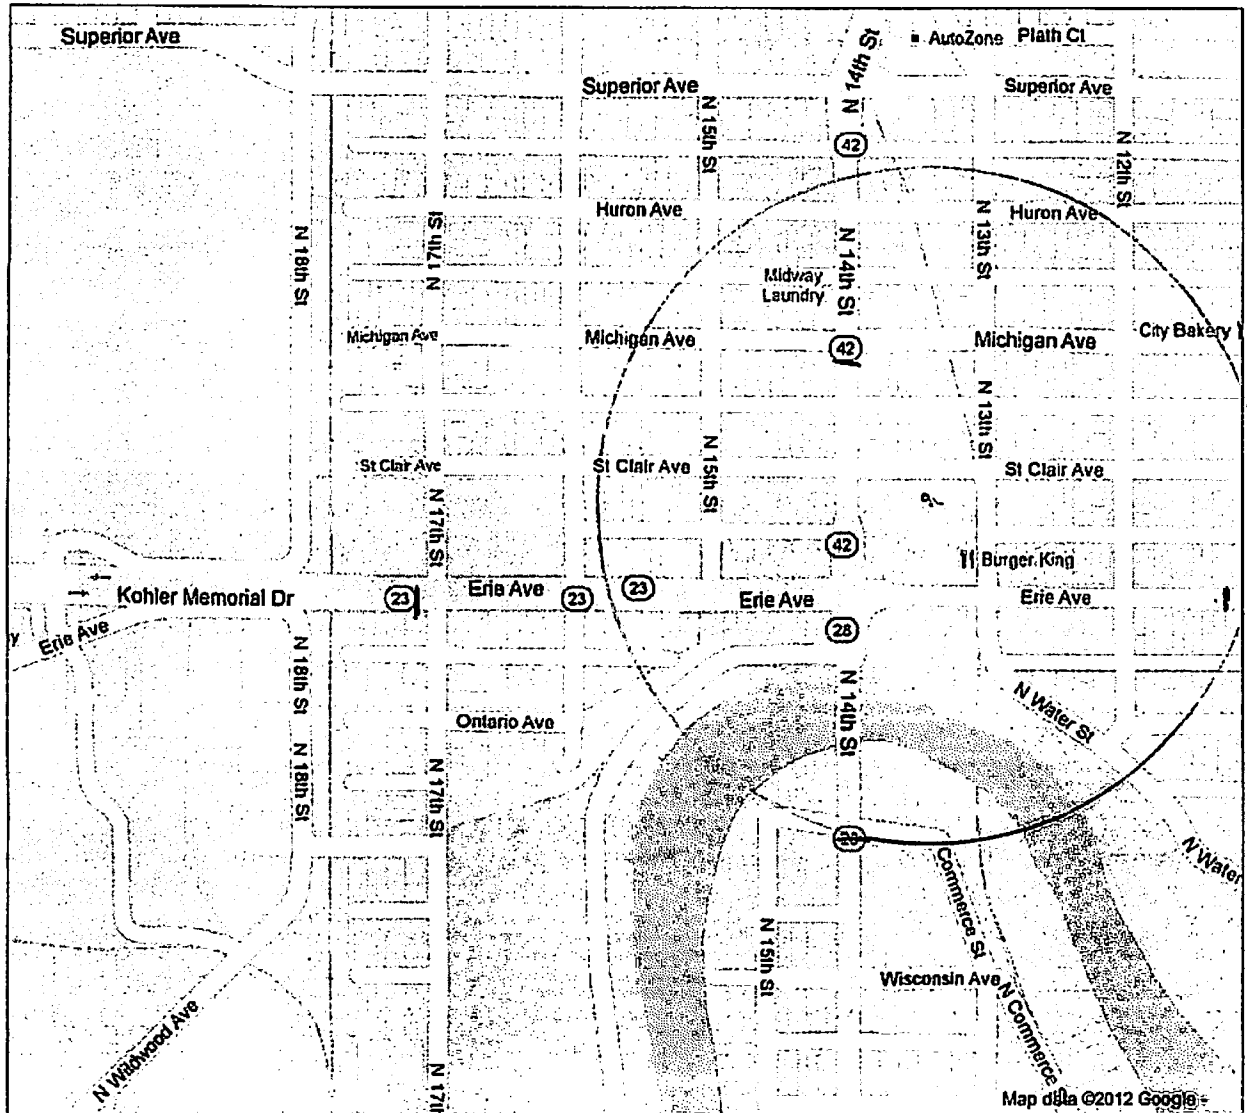 Superior Ave
N 14th St
AutoZone
Plath Ct
Superior Ave
Superior Ave
N 15th St
42
N 12th St
Huron Ave
Huron Ave
N 13th St
N 17th St
N 18th St
N 14th St
Midway
Laundry
Michigan Ave
Michigan Ave
42
Michigan Ave
City Bakery
N 13th St
St Clair Ave
St Clair Ave
N 15th St
St Clair Ave
N 17th St
42
Burger King
Kohler Memorial Dr
23
Erie Ave
23
23
Erie Ave
Erie Ave
28
y
Erie Ave
N 18th St
N 14th St
N Water St
Ontario Ave
N 18th St
N 17th St
28
N Water
Commerce St
N 15th St
Wisconsin Ave
N Commerce S
N Wildwood Ave
N 17t
Map data ©2012 Google